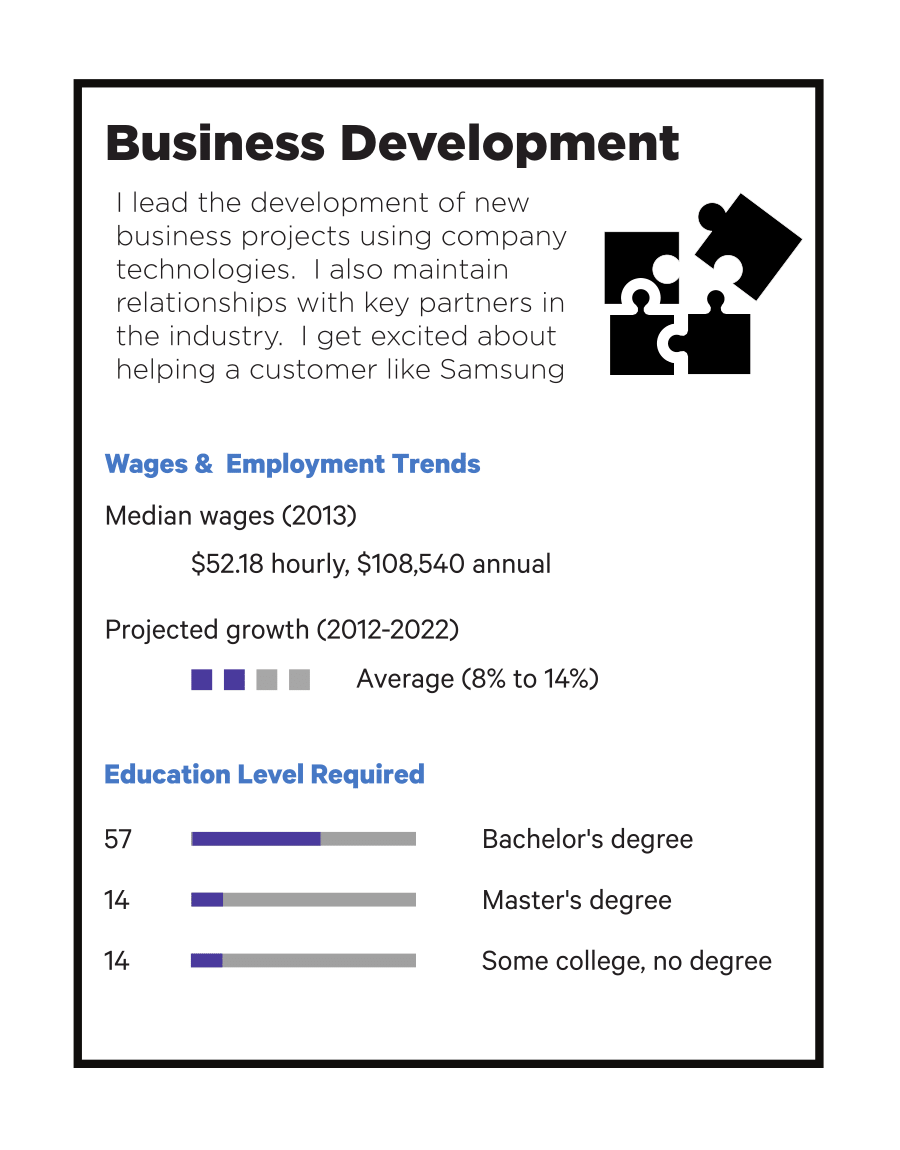 Business Development
I lead the development of new
business projects using company
technologies.  I also maintain
relationships with key partners in
the industry.  I get excited about
helping a customer like Samsung
Wages &  Employment Trends
Median wages (2013)
$52.18 hourly, $108,540 annual
Projected growth (2012-2022)
Average (8% to 14%)
Education Level Required
57 Bachelor's degree
14 Master's degree
14 Some college, no degree